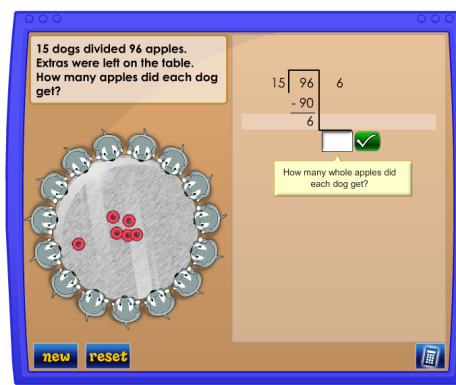 15 dogs divided 96 apples.
Extras were left on the table.
How many apples did each dog
get?
15 96 6
- 90
6
How many whole apples did
each dog get?
new reset